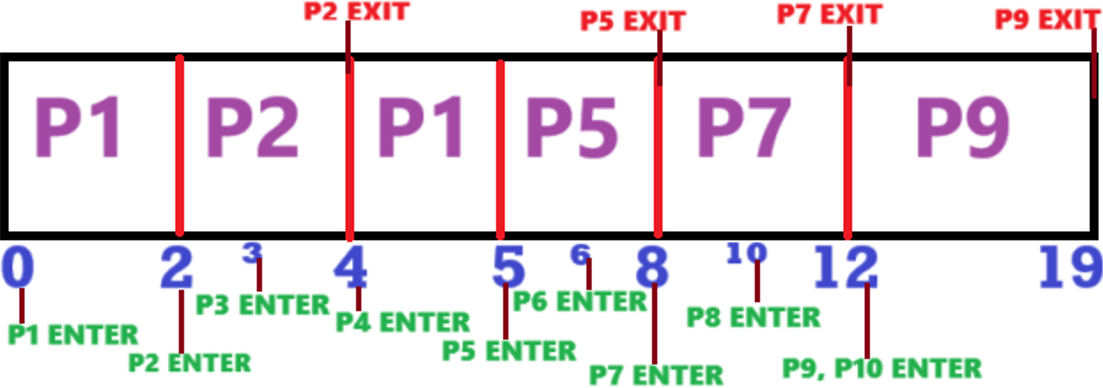 P2 EXIT
P5 EXIT
P7 EXIT
P9 EXIT
P1 P2 P1 P5 P7 P9
0 2 3 4 5 6 8 10 12 19
P1 ENTER
P2 ENTER
P3 ENTER
P4 ENTER
P5 ENTER
P6 ENTER
P7 ENTER
P8 ENTER
P9, P10 ENTER